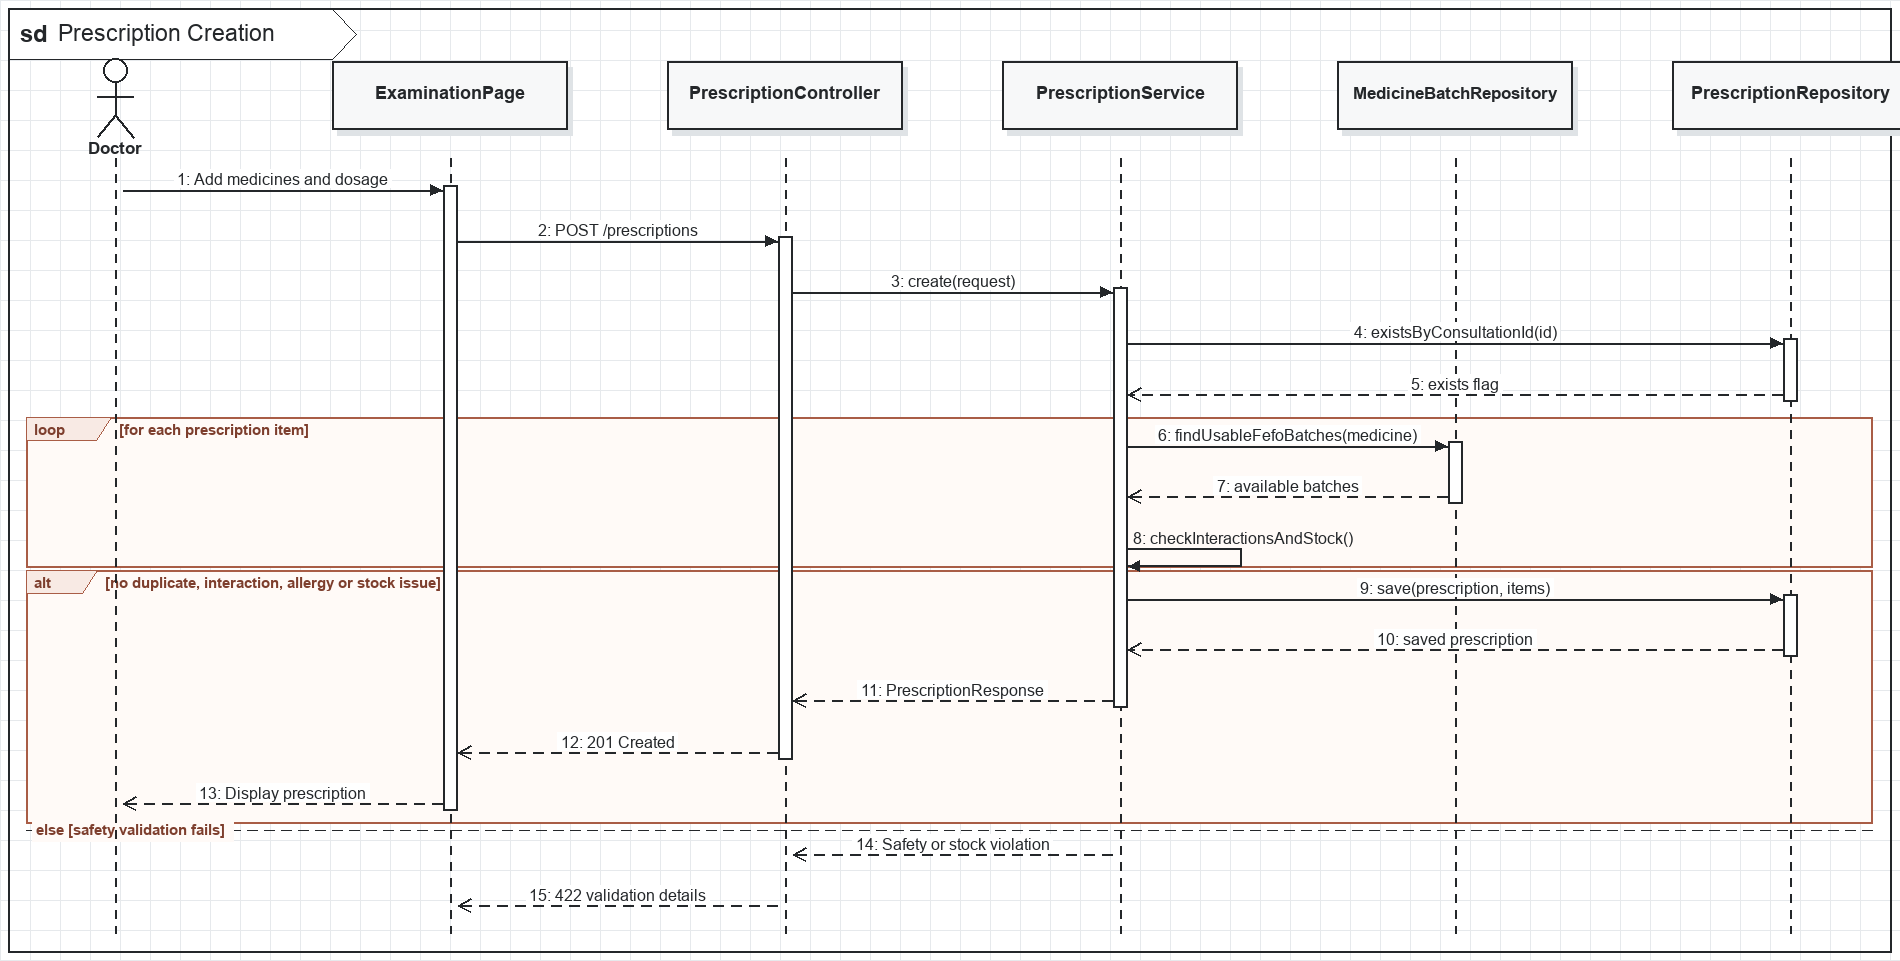 sd Prescription Creation
Doctor
ExaminationPage
PrescriptionController
PrescriptionService
MedicineBatchRepository
PrescriptionRepository
1: Add medicines and dosage
2: POST /prescriptions
3: create(request)
4: existsByConsultationId(id)
5: exists flag
loop [for each prescription item]
6: findUsableFefoBatches(medicine)
7: available batches
8: checkInteractionsAndStock()
alt [no duplicate, interaction, allergy or stock issue]
9: save(prescription, items)
10: saved prescription
11: PrescriptionResponse
12: 201 Created
13: Display prescription
else [safety validation fails]
14: Safety or stock violation
15: 422 validation details